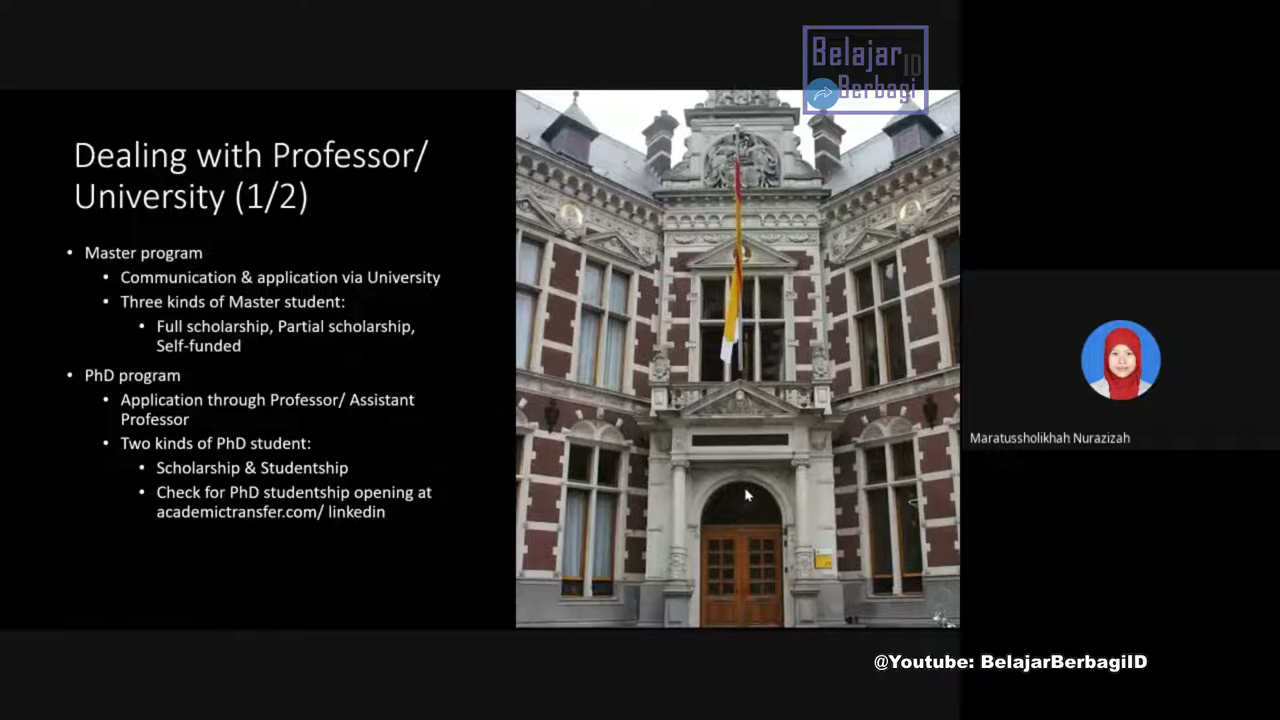 Belajar ID
Berbagi
Dealing with Professor/
University (1/2)
• Master program
• Communication & application via University
• Three kinds of Master student:
• Full scholarship, Partial scholarship,
Self-funded
• PhD program
• Application through Professor/ Assistant
Professor
• Two kinds of PhD student:
• Scholarship & Studentship
• Check for PhD studentship opening at
academictransfer.com/ linkedin
Maratussholikhah Nurazizah
@Youtube: BelajarBerbagiID